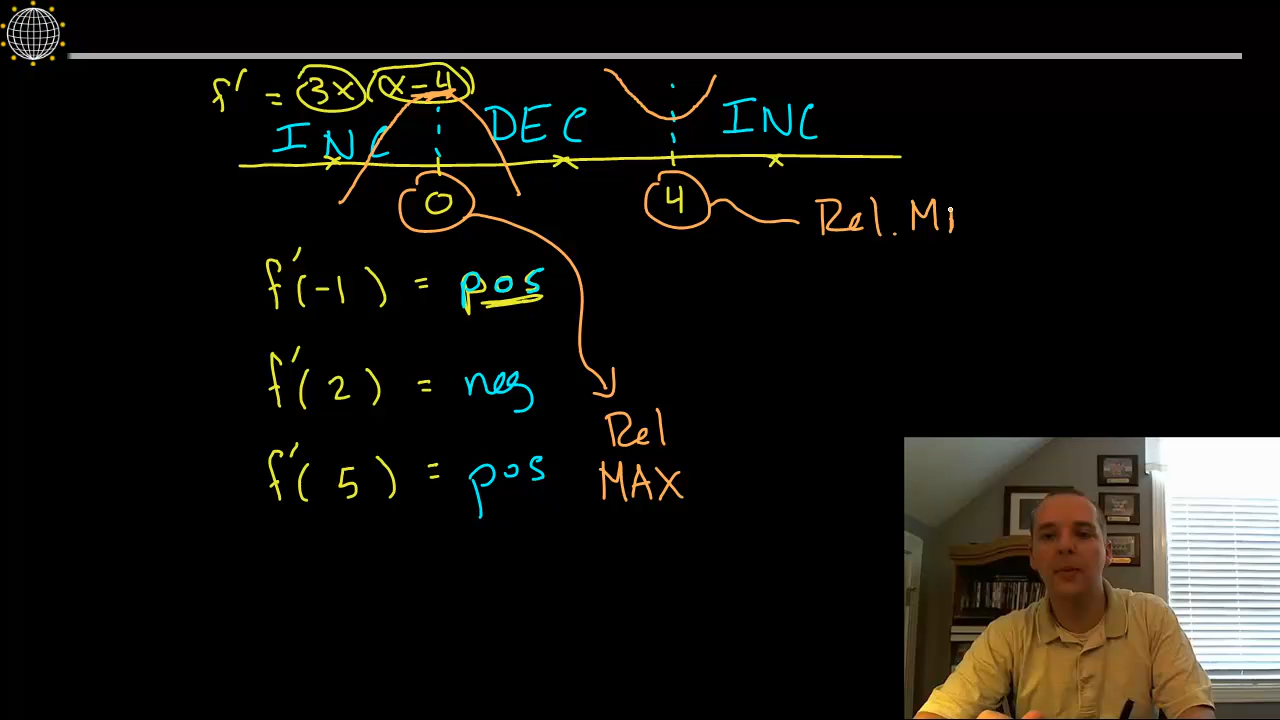 f' = 3x(x-4)
INC DEC INC
0 4 Rel. Mi
f'(-1) = pos
f'(2) = neg
Rel
f'(5) = pos MAX